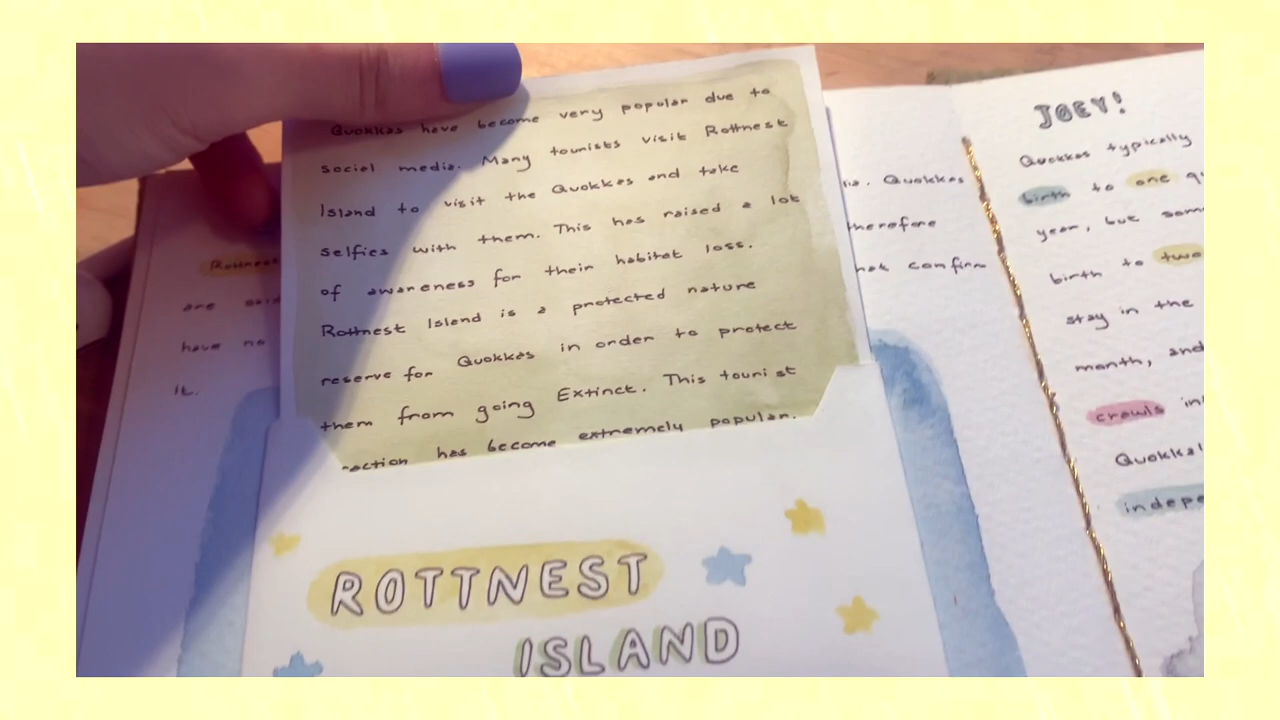 Quokkas have become very popular due to
social media. Many tourists visit Rottnest
Island to visit the Quokkas and take
selfies with them. This has raised a lot
of awareness for their habitat loss.
Rottnest Island is a protected nature
reserve for Quokkas in order to protect
them from going Extinct. This tourist
has become extremely popular.
ROTTNEST
ISLAND
Rottnest
are said
have no
it.
Quokkas
therefore
not confirm
JOEY!
Quokkas typically
birth to one
year, but
birth to two
stay in the
month, and
crawls